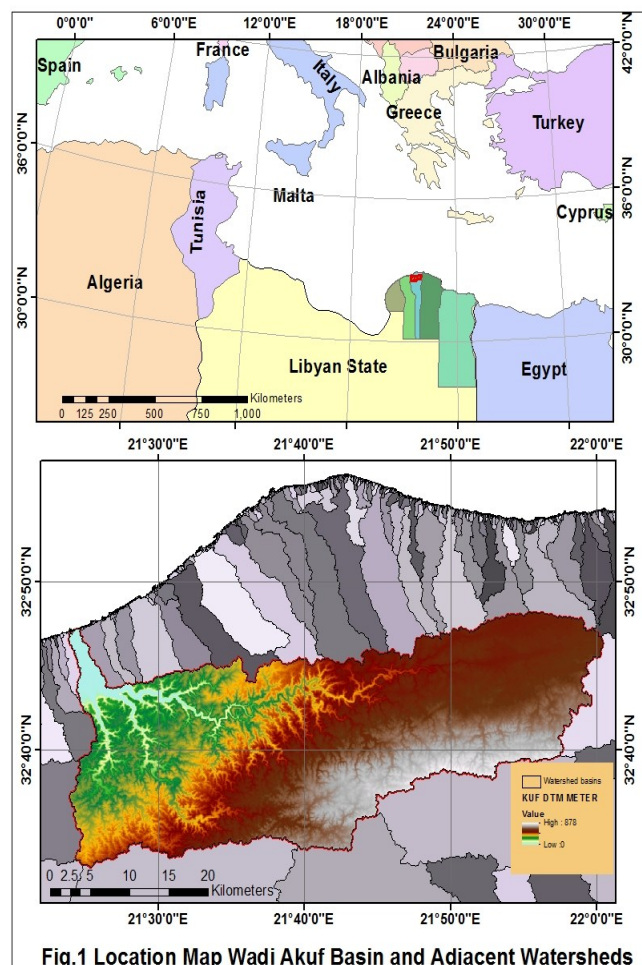 0°0'0" 6°0'0"E 12°0'0"E 18°0'0"E 24°0'0"E 30°0'0"E
42°0'0"N
France
Bulgaria
Spain
Italy
Albania
Greece
Turkey
36°0'0"N
36°0'0"N
Malta
Cyprus
Tunisia
Algeria
30°0'0"N
30°0'0"N
Libyan State
Egypt
Kilometers
0 125 250 500 750 1,000
21°30'0"E 21°40'0"E 21°50'0"E 22°0'0"E
32°50'0"N
32°50'0"N
32°40'0"N
32°40'0"N
Watershed basins
KUF DTM METER
Value
High : 878
Low :0
0 2.5 5 10 15 20
Kilometers
21°30'0"E 21°40'0"E 21°50'0"E 22°0'0"E
Fig.1 Location Map Wadi Akuf Basin and Adjacent Watersheds